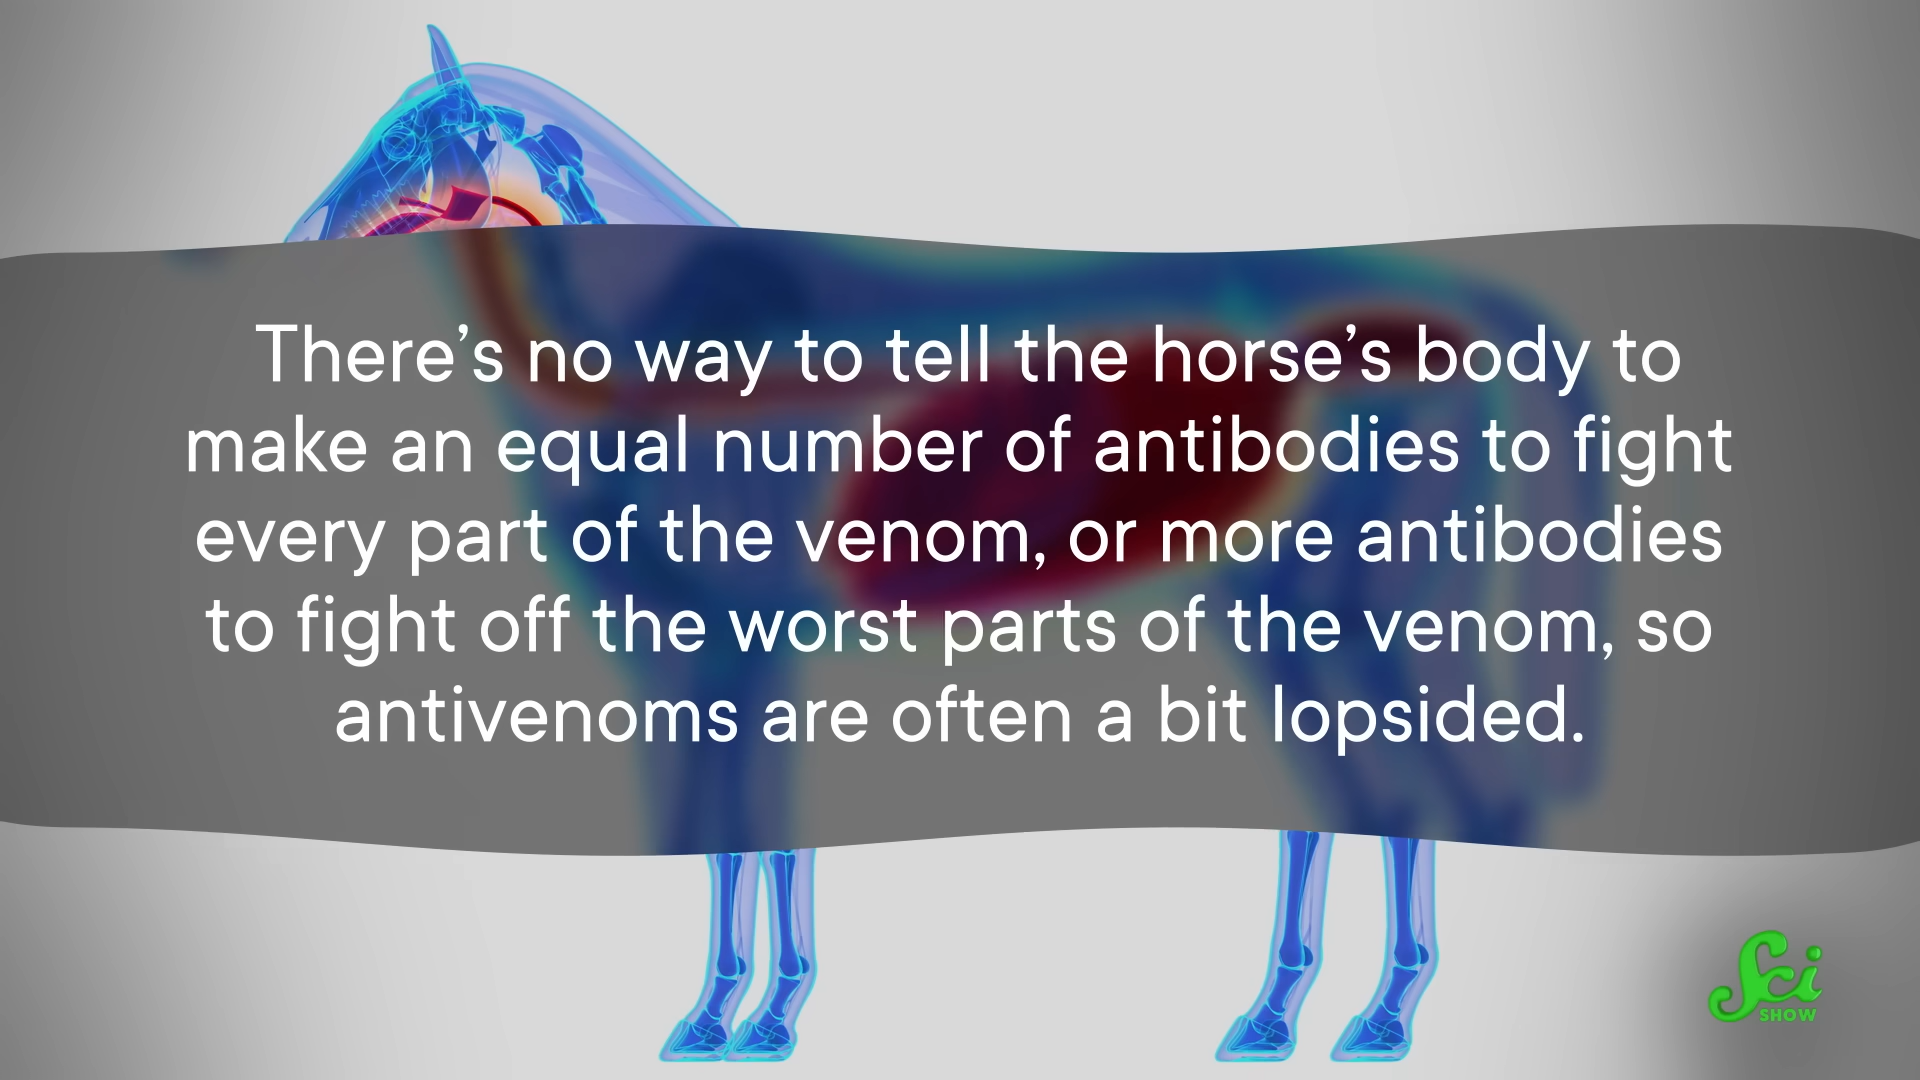 There’s no way to tell the horse’s body to
make an equal number of antibodies to fight
every part of the venom, or more antibodies
to fight off the worst parts of the venom, so
antivenoms are often a bit lopsided.
Sci
SHOW